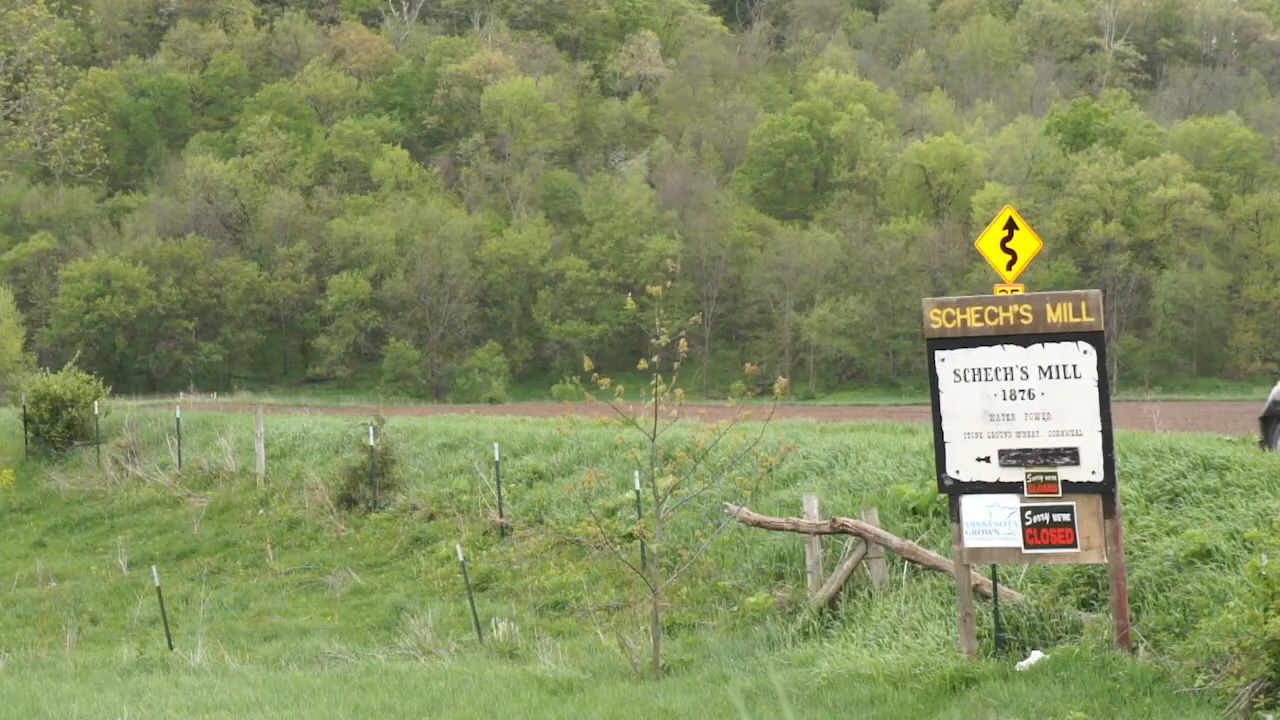 25
SCHECH'S MILL
SCHECH'S MILL
· 1876 ·
WATER POWER
STONE GROUND WHEAT, CORNMEAL
Sorry WE'RE
CLOSED
MINNESOTA
GROWN
Sorry WE'RE
CLOSED